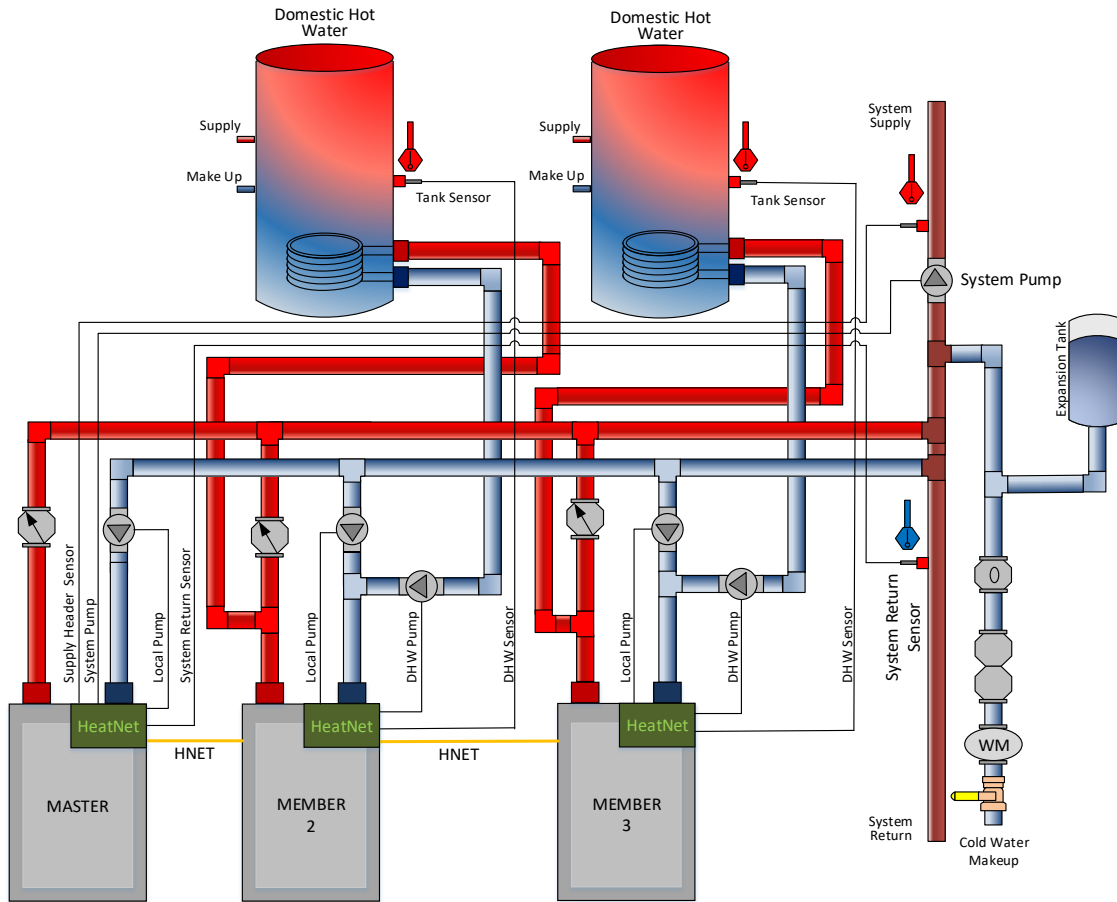 Domestic Hot
Water
Domestic Hot
Water
Supply
Make Up
Tank Sensor
Supply
Make Up
Tank Sensor
System
Supply
System Pump
Expansion Tank
Supply Header Sensor
System Pump
Local Pump
System Return Sensor
Local Pump
DHW Pump
DHW Sensor
Local Pump
DHW Pump
DHW Sensor
System Return
Sensor
HeatNet
HeatNet
HeatNet
HNET
HNET
MASTER
MEMBER
2
MEMBER
3
0
WM
System
Return
Cold Water
Makeup